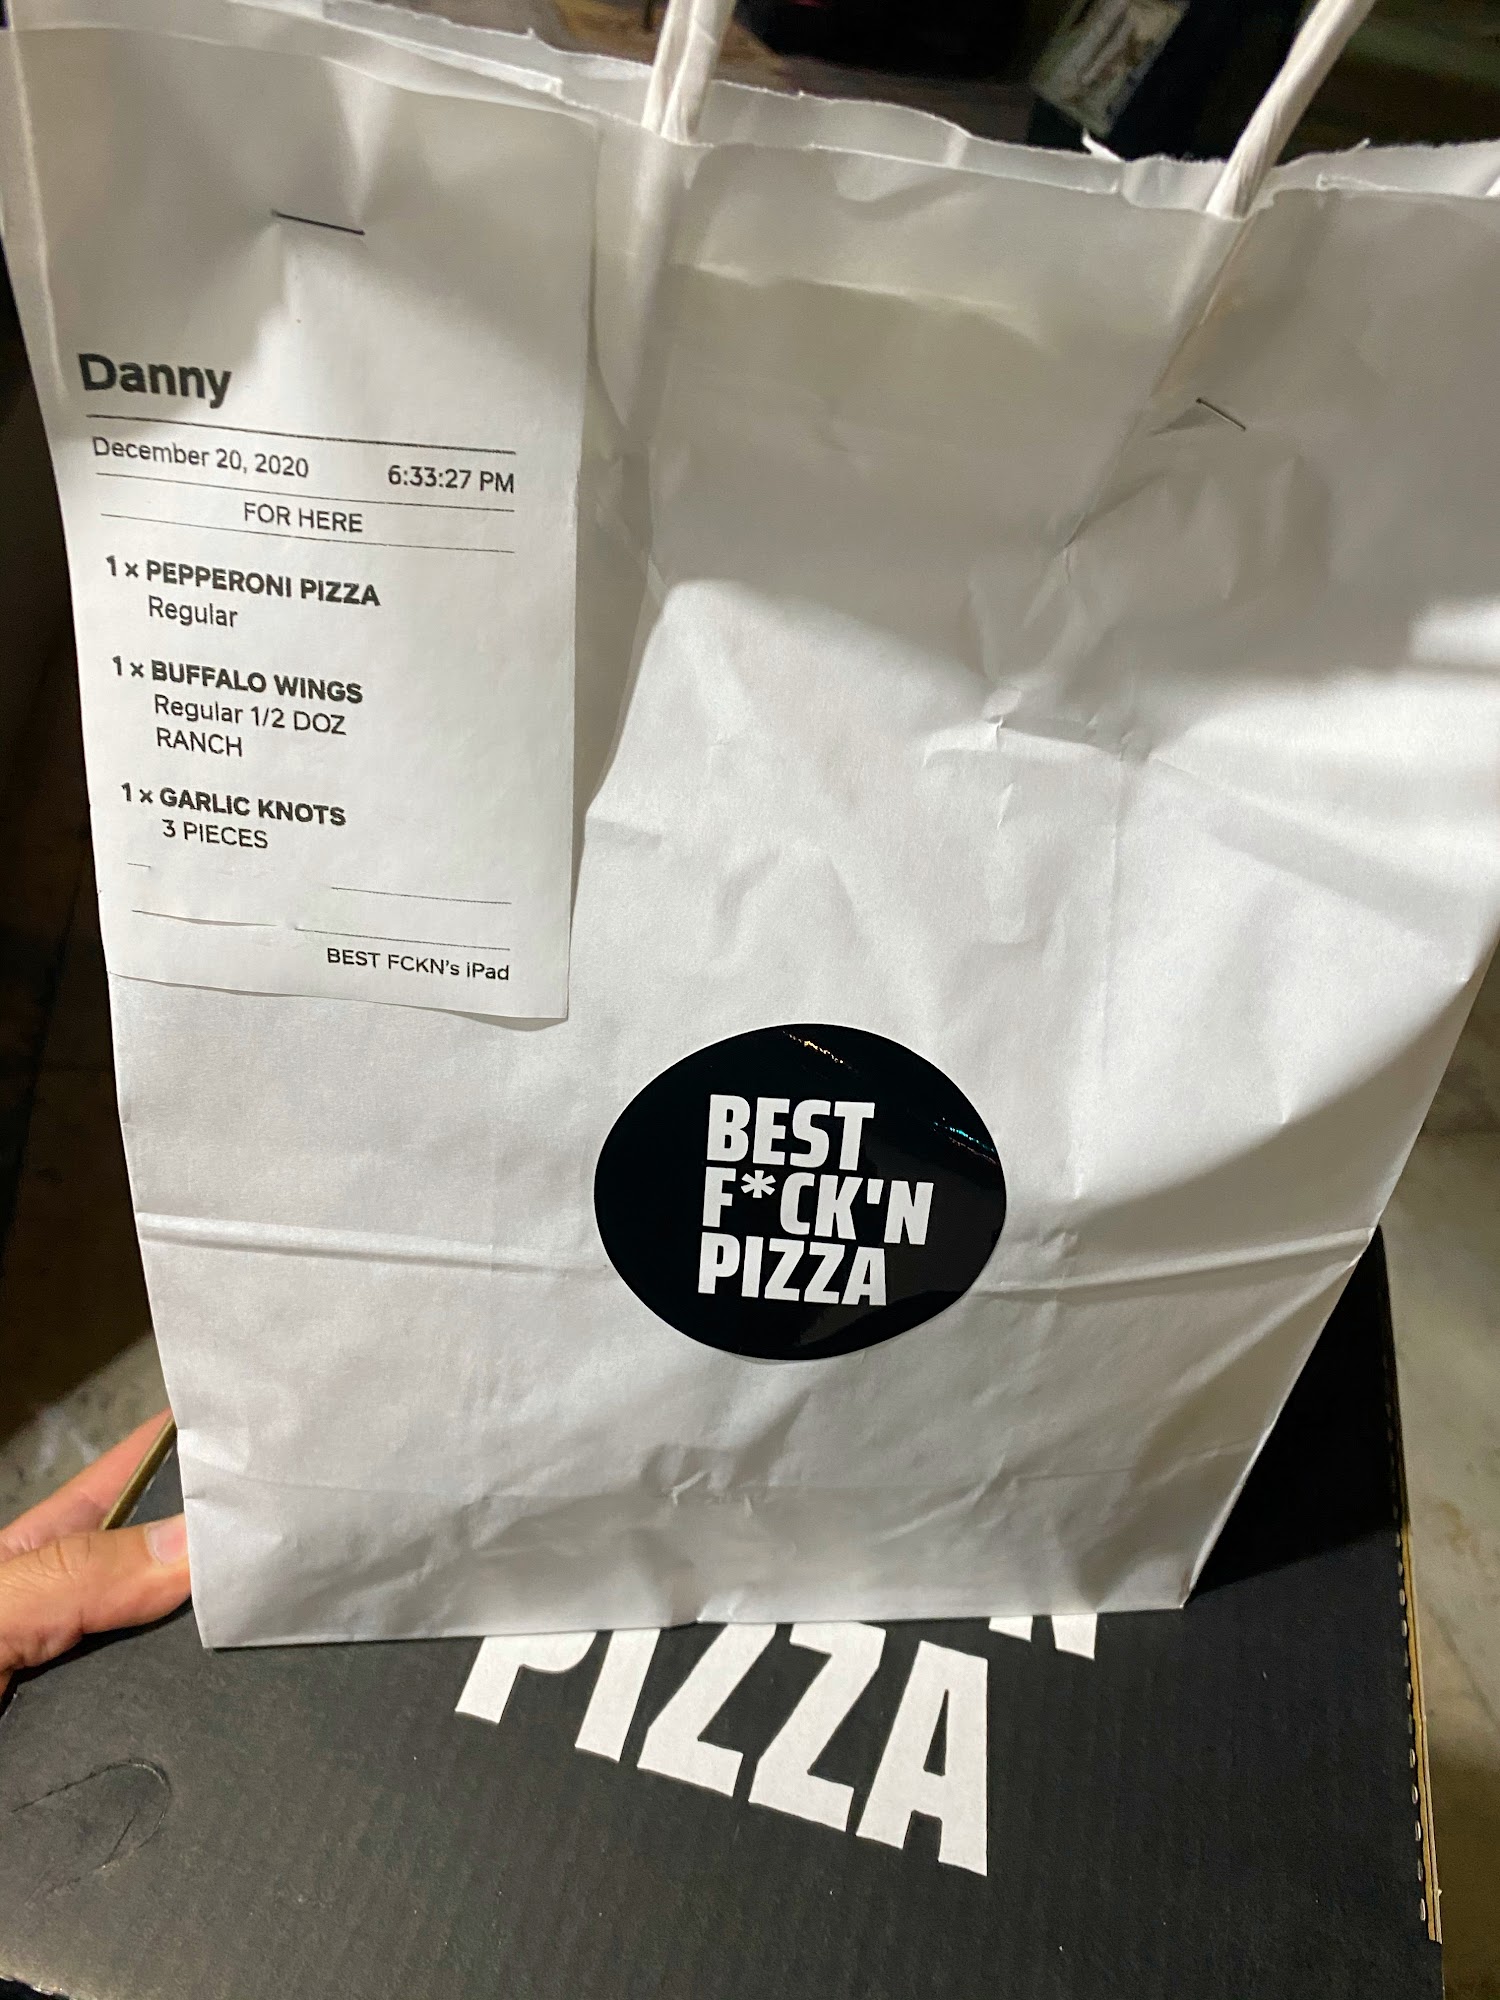 Danny
December 20, 2020 6:33:27 PM
FOR HERE
1 x PEPPERONI PIZZA
Regular
1 x BUFFALO WINGS
Regular 1/2 DOZ
RANCH
1 x GARLIC KNOTS
3 PIECES
BEST FCKN's iPad
BEST
F*CK'N
PIZZA
N
PIZZA